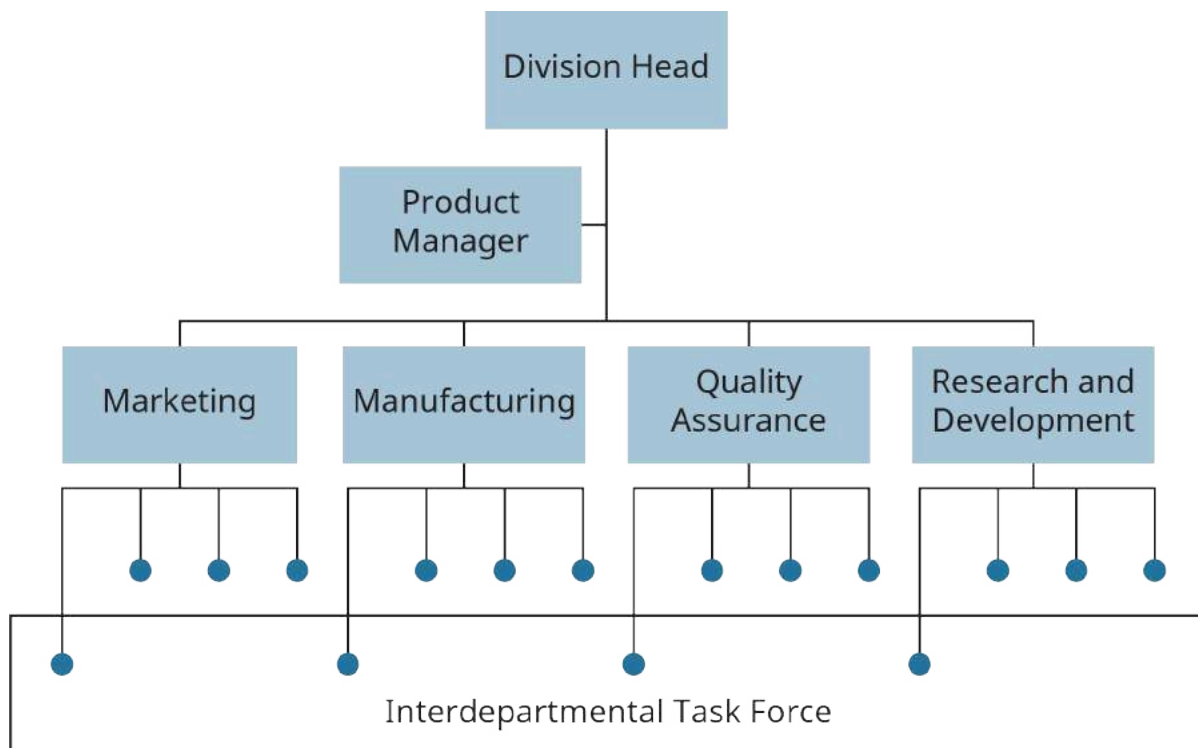 Division Head
Product
Manager
Marketing
Manufacturing
Quality
Assurance
Research and
Development
Interdepartmental Task Force